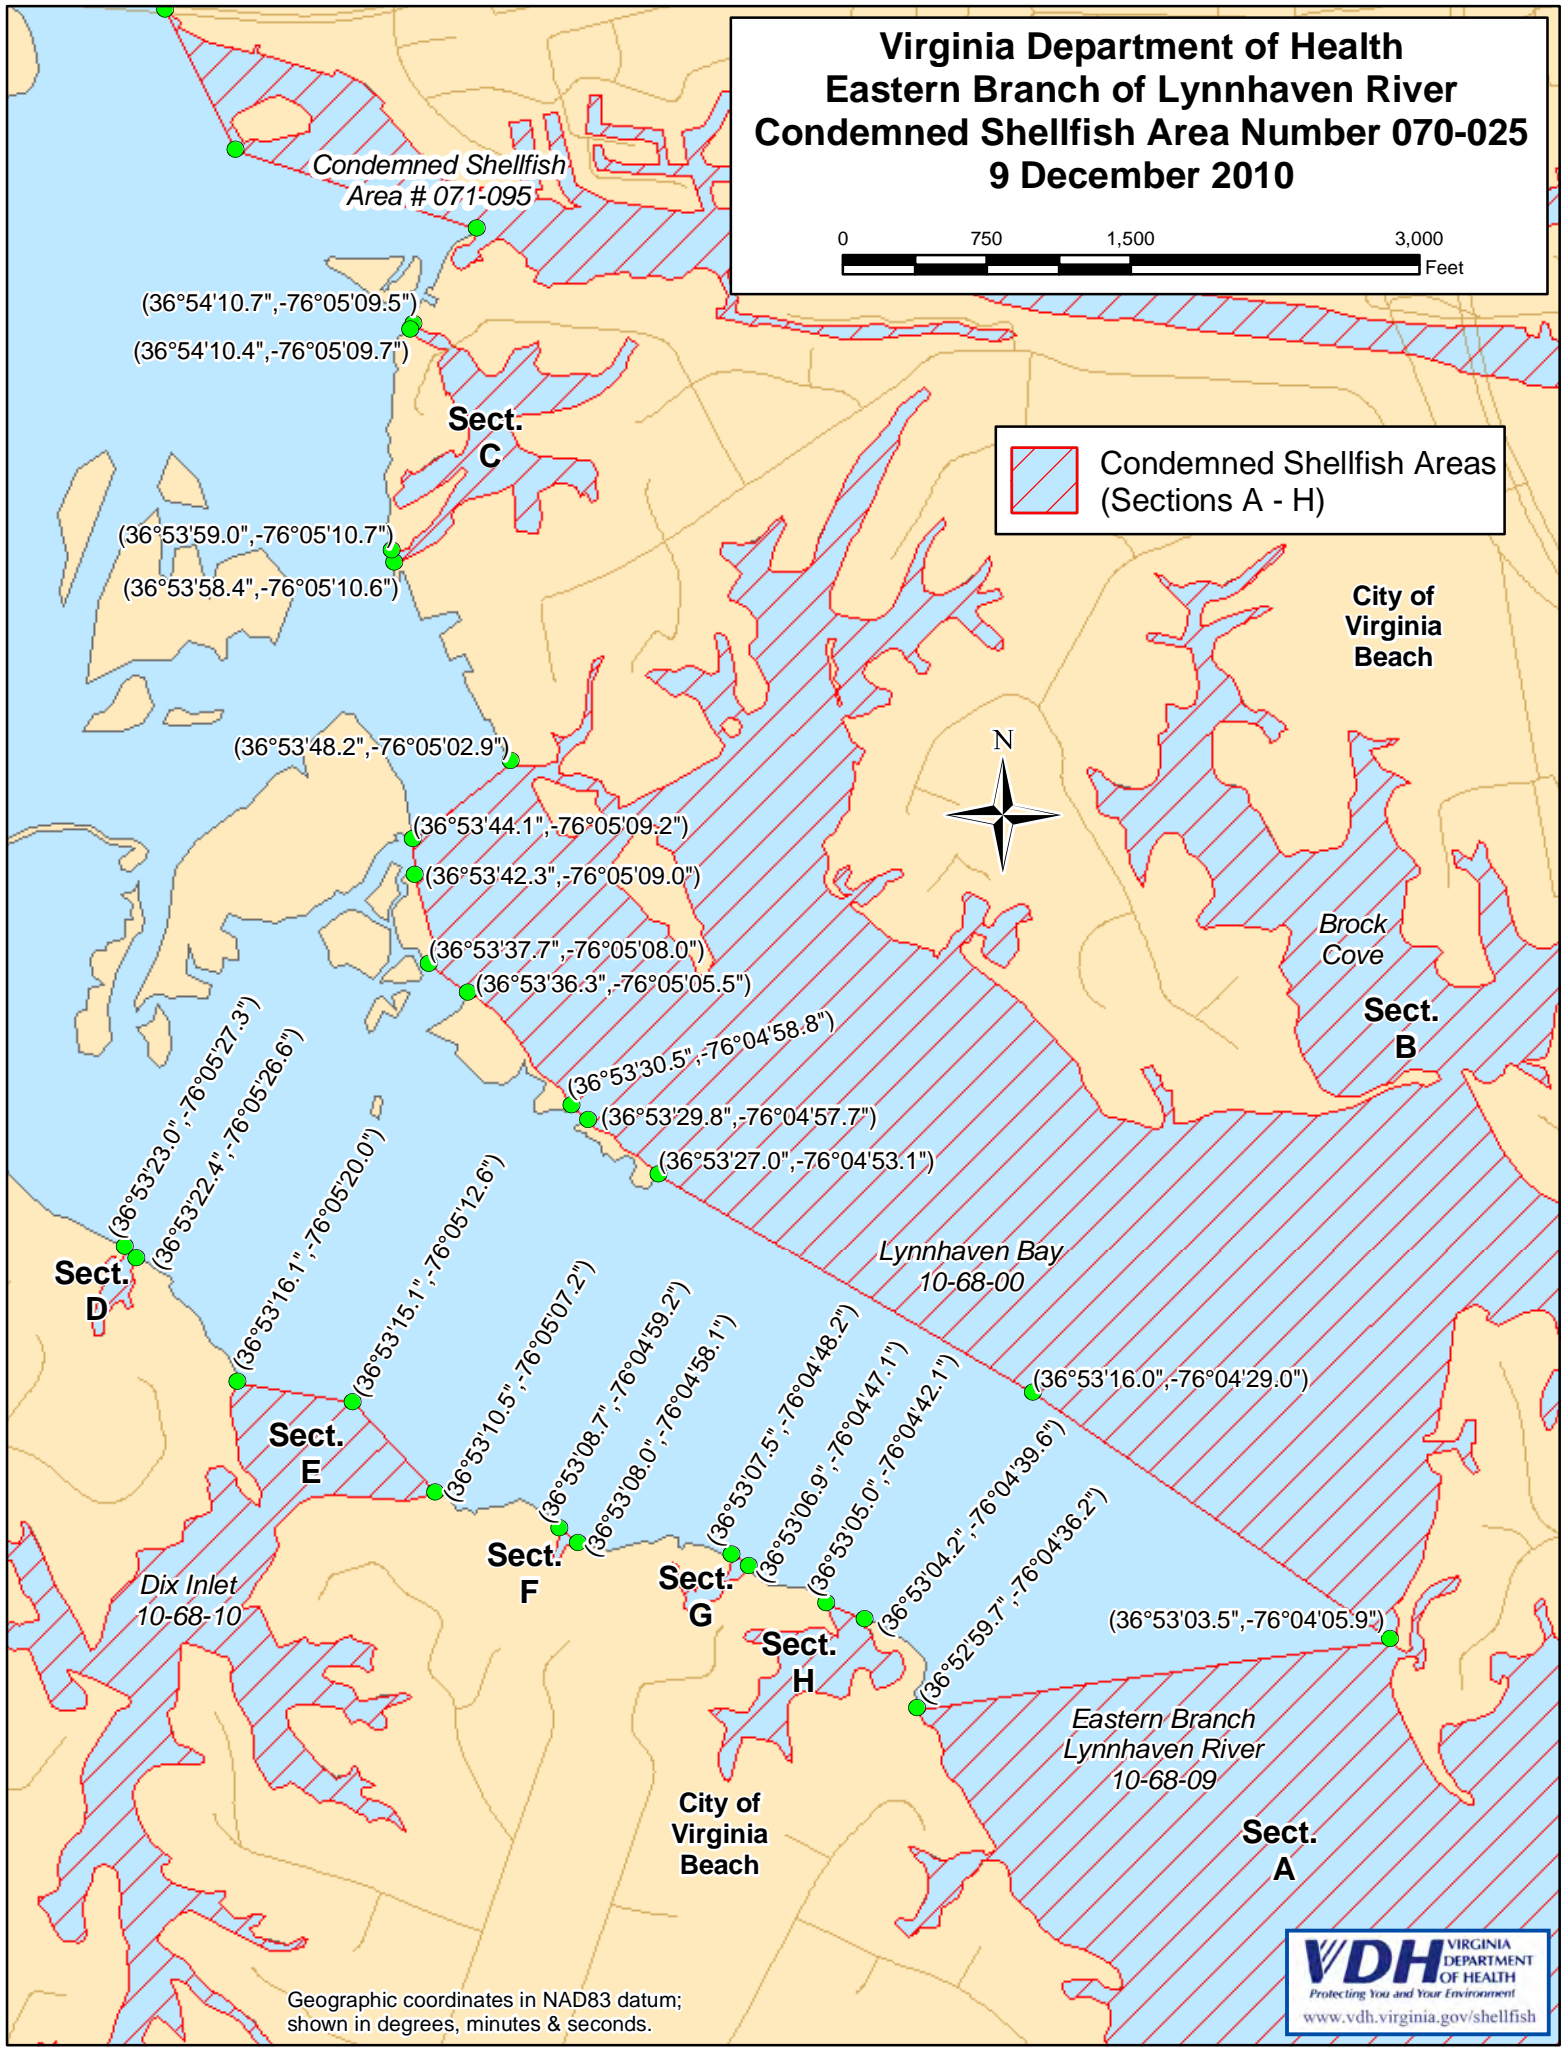 Virginia Department of Health
Eastern Branch of Lynnhaven River
Condemned Shellfish Area Number 070-025
9 December 2010
0 750 1,500 3,000
Feet
Condemned Shellfish
Area # 071-095
(36°54'10.7",-76°05'09.5")
(36°54'10.4",-76°05'09.7")
Sect.
C
Condemned Shellfish Areas
(Sections A - H)
(36°53'59.0",-76°05'10.7")
(36°53'58.4",-76°05'10.6")
City of
Virginia
Beach
N
(36°53'48.2",-76°05'02.9")
(36°53'44.1",-76°05'09.2")
(36°53'42.3",-76°05'09.0")
Brock
Cove
(36°53'37.7",-76°05'08.0")
(36°53'36.3",-76°05'05.5")
Sect.
B
(36°53'30.5",-76°04'58.8")
(36°53'29.8",-76°04'57.7")
(36°53'27.0",-76°04'53.1")
(36°53'23.0",-76°05'27.3")
(36°53'22.4",-76°05'26.6")
(36°53'16.1",-76°05'20.0")
(36°53'15.1",-76°05'12.6")
Sect.
D
Lynnhaven Bay
10-68-00
(36°53'10.5",-76°05'07.2")
(36°53'08.7",-76°04'59.2")
(36°53'08.0",-76°04'58.1")
(36°53'07.5",-76°04'48.2")
(36°53'06.9",-76°04'47.1")
(36°53'05.0",-76°04'42.1")
(36°53'16.0",-76°04'29.0")
(36°53'04.2",-76°04'39.6")
(36°52'59.7",-76°04'36.2")
Sect.
E
Sect.
F
Sect.
G
Dix Inlet
10-68-10
(36°53'03.5",-76°04'05.9")
Sect.
H
Eastern Branch
Lynnhaven River
10-68-09
City of
Virginia
Beach
Sect.
A
VDH VIRGINIA
DEPARTMENT
OF HEALTH
Protecting You and Your Environment
www.vdh.virginia.gov/shellfish
Geographic coordinates in NAD83 datum;
shown in degrees, minutes & seconds.